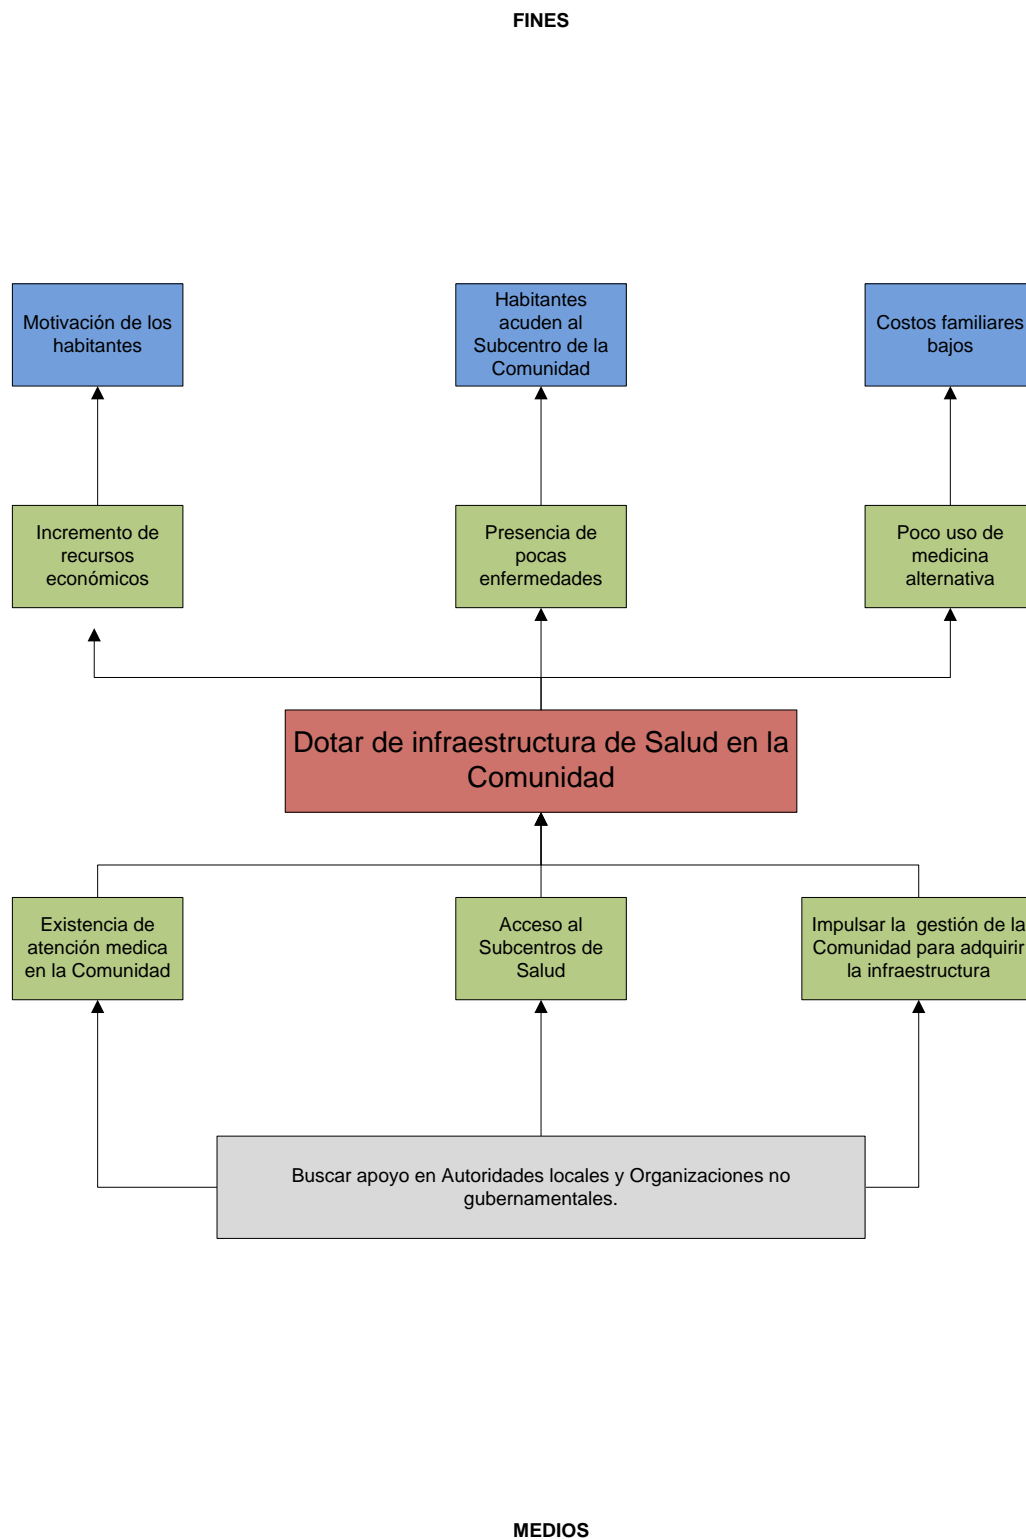 FINES
Motivación de los
habitantes
Habitantes
acuden al
Subcentro de la
Comunidad
Costos familiares
bajos
Incremento de
recursos
económicos
Presencia de
pocas
enfermedades
Poco uso de
medicina
alternativa
Dotar de infraestructura de Salud en la
Comunidad
Existencia de
atención medica
en la Comunidad
Acceso al
Subcentros de
Salud
Impulsar la  gestión de la
Comunidad para adquirir
la infraestructura
Buscar apoyo en Autoridades locales y Organizaciones no
gubernamentales.
MEDIOS